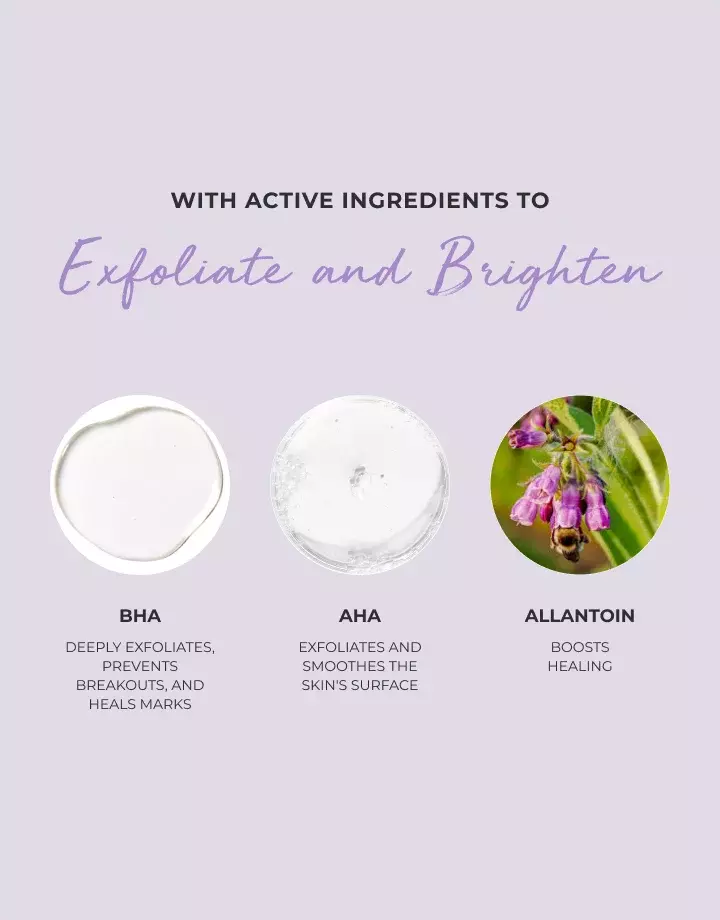 WITH ACTIVE INGREDIENTS TO
Exfoliate and Brighten
BHA
DEEPLY EXFOLIATES,
PREVENTS
BREAKOUTS, AND
HEALS MARKS
AHA
EXFOLIATES AND
SMOOTHES THE
SKIN'S SURFACE
ALLANTOIN
BOOSTS
HEALING